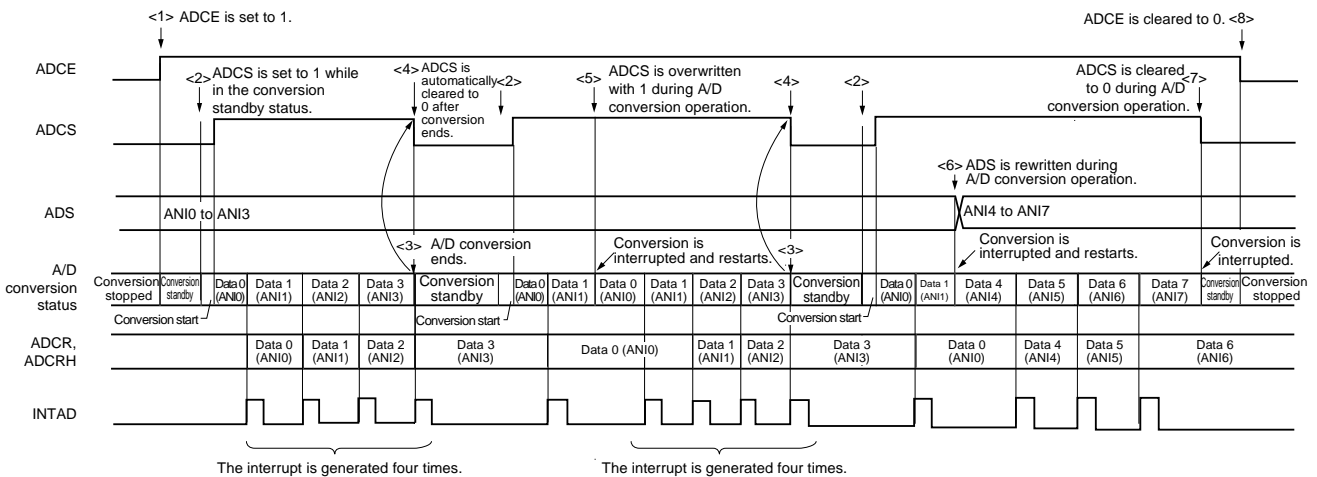 <1> ADCE is set to 1.
ADCE is cleared to 0. <8>
ADCE
<2> ADCS is set to 1 while
in the conversion
standby status.
<4> ADCS is
automatically
cleared to
0 after
conversion
ends.
<2>
<5> ADCS is overwritten
with 1 during A/D
conversion operation.
<4>
<2>
ADCS is cleared
to 0 during A/D
conversion operation.
<7>
ADCS
<6> ADS is rewritten during
A/D conversion operation.
ADS
ANI0 to ANI3
ANI4 to ANI7
<3> A/D conversion
ends.
Conversion is
interrupted and restarts.
<3>
Conversion is
interrupted and restarts.
Conversion is
interrupted.
A/D
conversion
status
Conversion
stopped
Conversion
standby
Data 0
(ANI0)
Data 1
(ANI1)
Data 2
(ANI2)
Data 3
(ANI3)
Conversion
standby
Data 0
(ANI0)
Data 1
(ANI1)
Data 0
(ANI0)
Data 1
(ANI1)
Data 2
(ANI2)
Data 3
(ANI3)
Conversion
standby
Data 0
(ANI0)
Data 1
(ANI1)
Data 4
(ANI4)
Data 5
(ANI5)
Data 6
(ANI6)
Data 7
(ANI7)
Conversion
standby
Conversion
stopped
Conversion start
Conversion start
Conversion start
ADCR,
ADCRH
Data 0
(ANI0)
Data 1
(ANI1)
Data 2
(ANI2)
Data 3
(ANI3)
Data 0 (ANI0)
Data 1
(ANI1)
Data 2
(ANI2)
Data 3
(ANI3)
Data 0
(ANI0)
Data 4
(ANI4)
Data 5
(ANI5)
Data 6
(ANI6)
INTAD
The interrupt is generated four times.
The interrupt is generated four times.